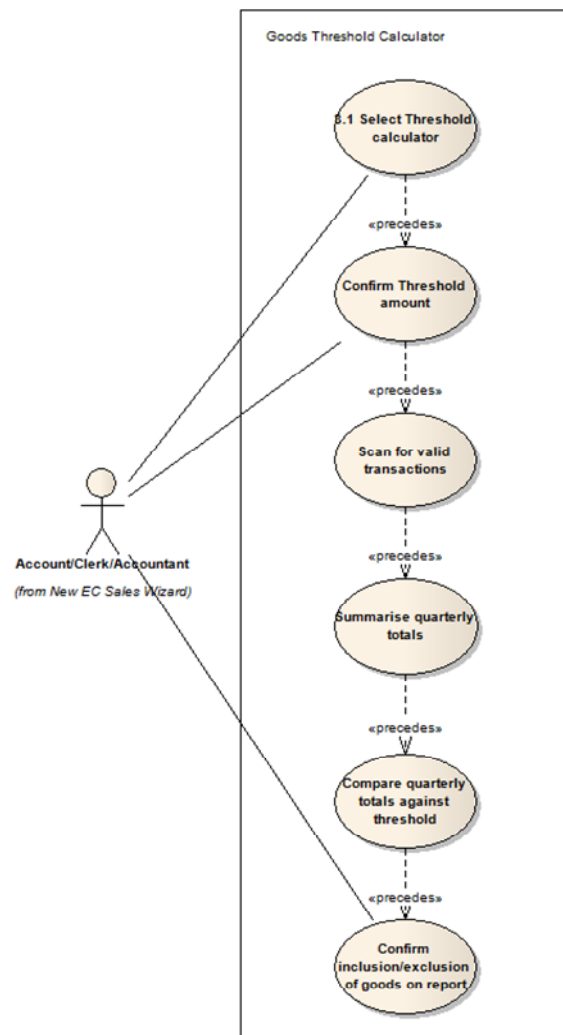 Goods Threshold Calculator
3.1 Select Threshold
calculator
«precedes»
Confirm Threshold
amount
«precedes»
Scan for valid
transactions
«precedes»
Account/Clerk/Accountant
(from New EC Sales Wizard)
Summarise quarterly
totals
«precedes»
Compare quarterly
totals against
threshold
«precedes»
Confirm
inclusion/exclusion
of goods on report